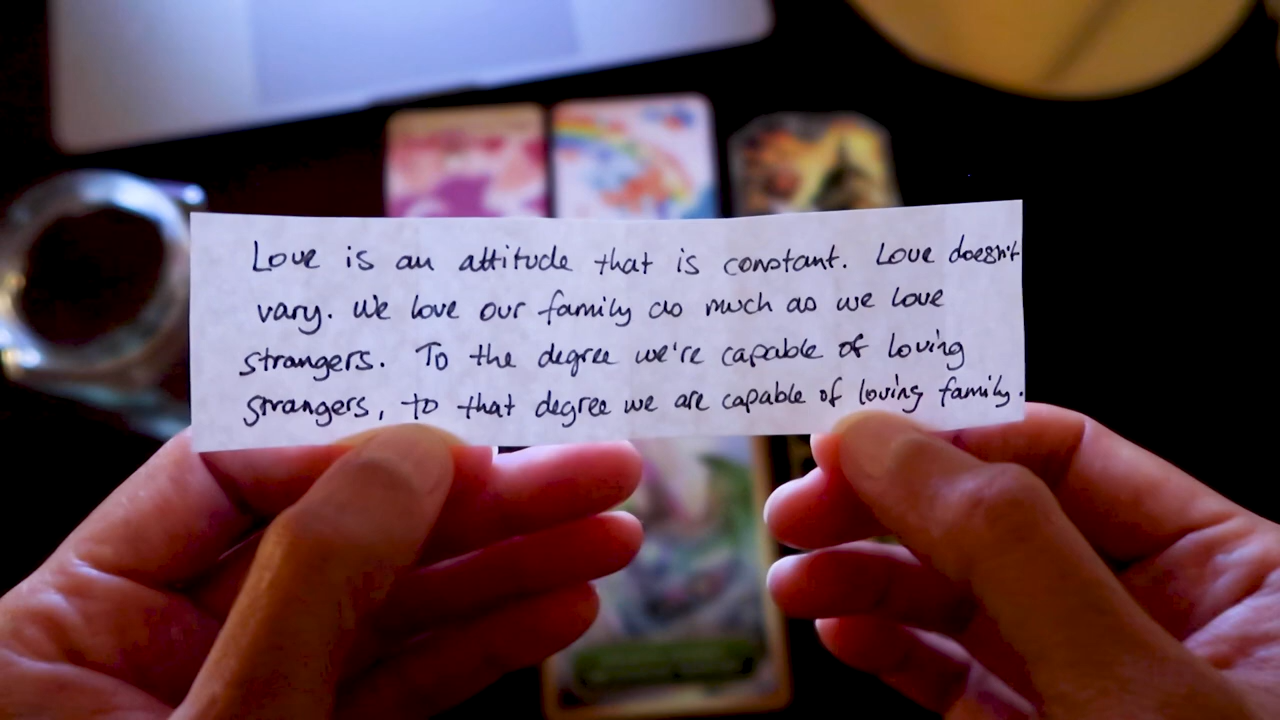 Love is an attitude that is constant. Love doesn't
vary. We love our family as much as we love
strangers. To the degree we're capable of loving
strangers, to that degree we are capable of loving family.